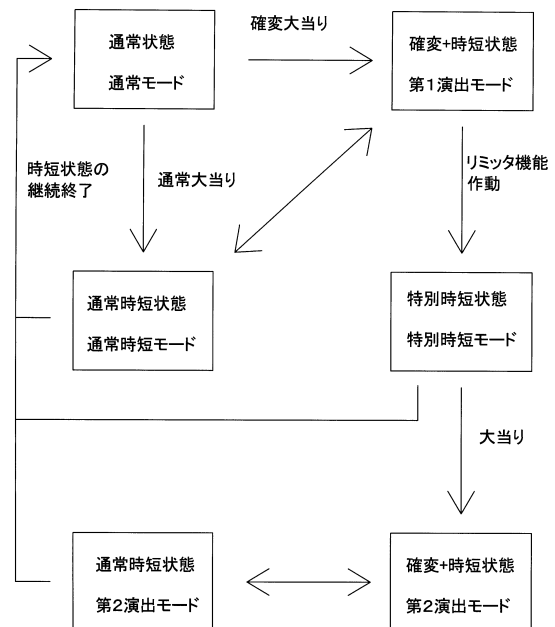 通常状態
通常モード
確変大当り
確変+時短状態
第1演出モード
時短状態の
継続終了
通常大当り
リミッタ機能
作動
通常時短状態
通常時短モード
特別時短状態
特別時短モード
大当り
通常時短状態
第2演出モード
確変+時短状態
第2演出モード